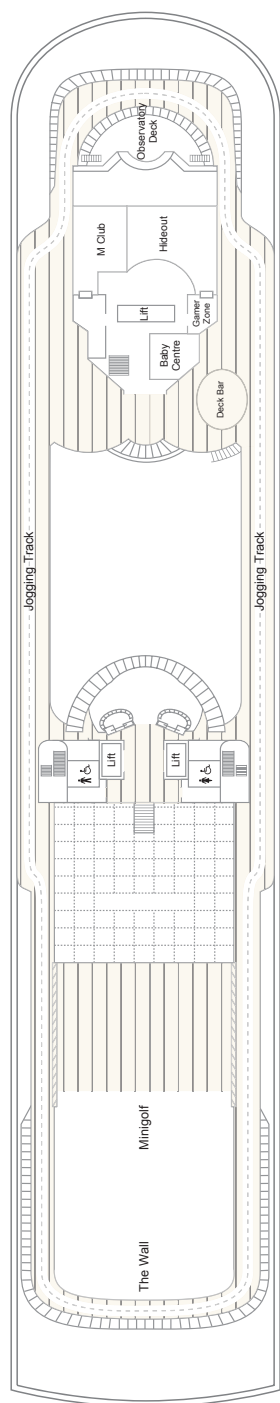 Observatory
Deck
M Club
Hideout
Lift
Gamer
Zone
Baby
Centre
Deck Bar
Jogging Track
Jogging Track
Lift
Lift
Minigolf
The Wall